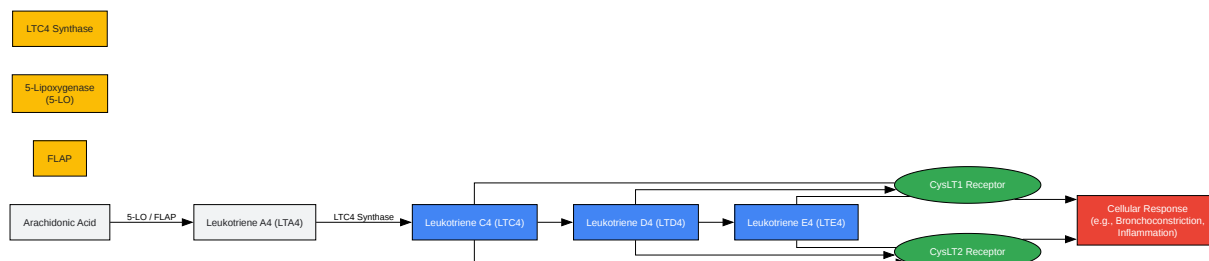 LTC4 Synthase
5-Lipoxygenase
(5-LO)
FLAP
Arachidonic Acid
5-LO / FLAP
Leukotriene A4 (LTA4)
LTC4 Synthase
Leukotriene C4 (LTC4)
Leukotriene D4 (LTD4)
Leukotriene E4 (LTE4)
CysLT1 Receptor
CysLT2 Receptor
Cellular Response
(e.g., Bronchoconstriction,
Inflammation)